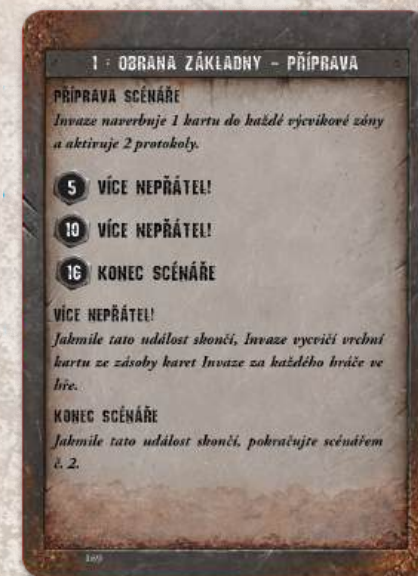 1 : OBRANA ZÁKLADNY – PŘÍPRAVA
PŘÍPRAVA SCÉNÁŘE
Invaze naverbuje 1 kartu do každé výcvikové zóny
a aktivuje 2 protokoly.
5 VÍCE NEPŘÁTEL!
10 VÍCE NEPŘÁTEL!
16 KONEC SCÉNÁŘE
VÍCE NEPŘÁTEL!
Jakmile tato událost skončí, Invaze vycvičí vrchní
kartu ze zásoby karet Invaze za každého hráče ve
hře.
KONEC SCÉNÁŘE
Jakmile tato událost skončí, pokračujte scénářem
č. 2.
169